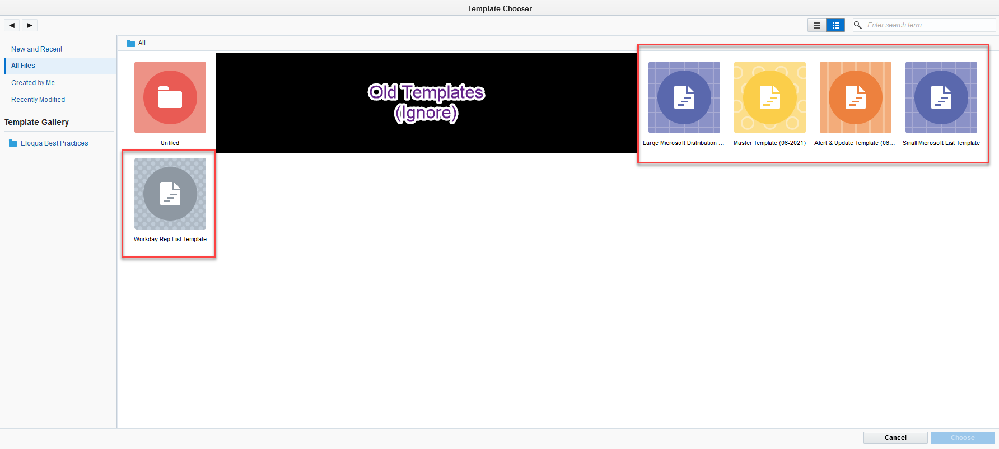 Template Chooser
Enter search term
New and Recent
All Files
Created by Me
Recently Modified
Template Gallery
Eloqua Best Practices
All
Old Templates
(Ignore)
Unfiled
Large Microsoft Distribution ...
Master Template (06-2021)
Alert & Update Template (06...
Small Microsoft List Template
Workday Rep List Template
Cancel
Choose